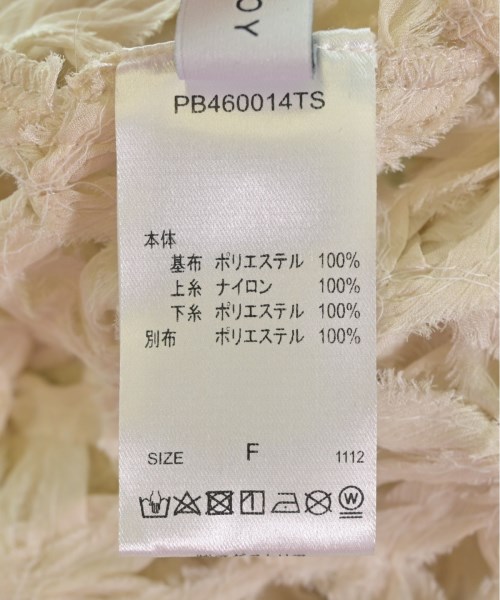 OY
PB460014TS
本体
基布 ポリエステル 100%
上糸 ナイロン 100%
下糸 ポリエステル 100%
別布 ポリエステル 100%
SIZE F 1112
W